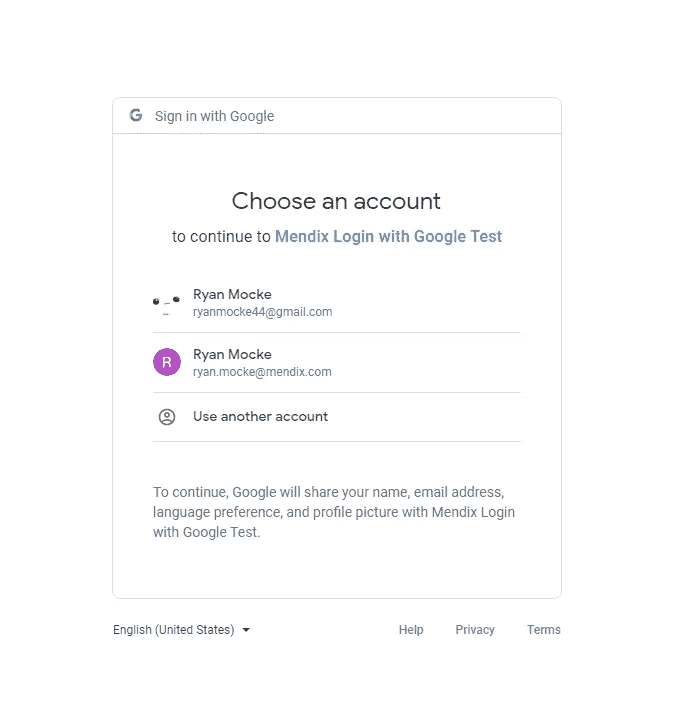 Sign in with Google
Choose an account
to continue to Mendix Login with Google Test
Ryan Mocke
ryanmocke44@gmail.com
Ryan Mocke
R
ryan.mocke@mendix.com
Use another account
To continue, Google will share your name, email address,
language preference, and profile picture with Mendix Login
with Google Test.
English (United States)
Help
Privacy
Terms